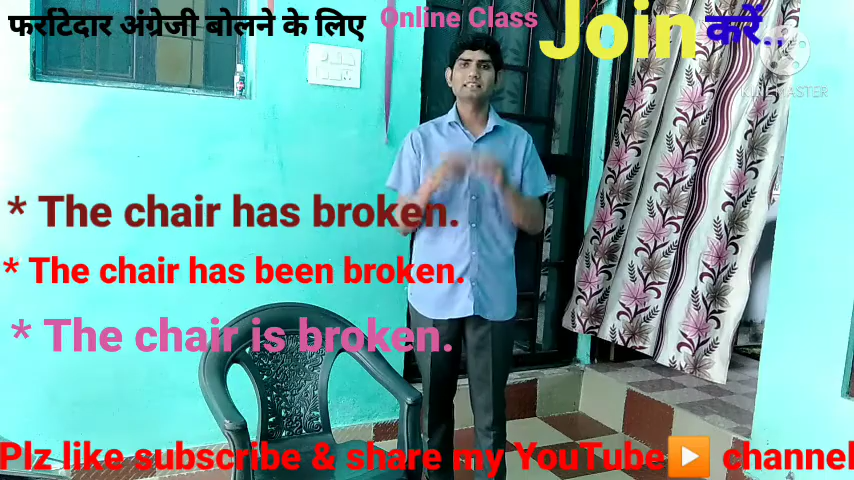 फर्राटेदार अंग्रेजी बोलने के लिए Online Class Join करें..
KINEMASTER
* The chair has broken.
* The chair has been broken.
* The chair is broken.
Plz like subscribe & share my YouTube▶️ channel